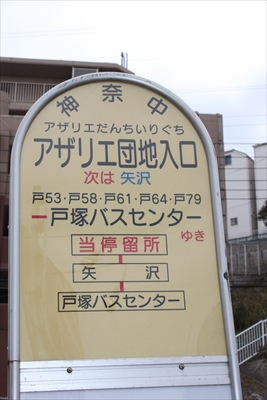 神奈中
アザリエだんちいりぐち
アザリエ団地入口
次は 矢沢
戸53・戸58・戸61・戸64・戸79
戸塚バスセンター
ゆき
当停留所
矢沢
戸塚バスセンター